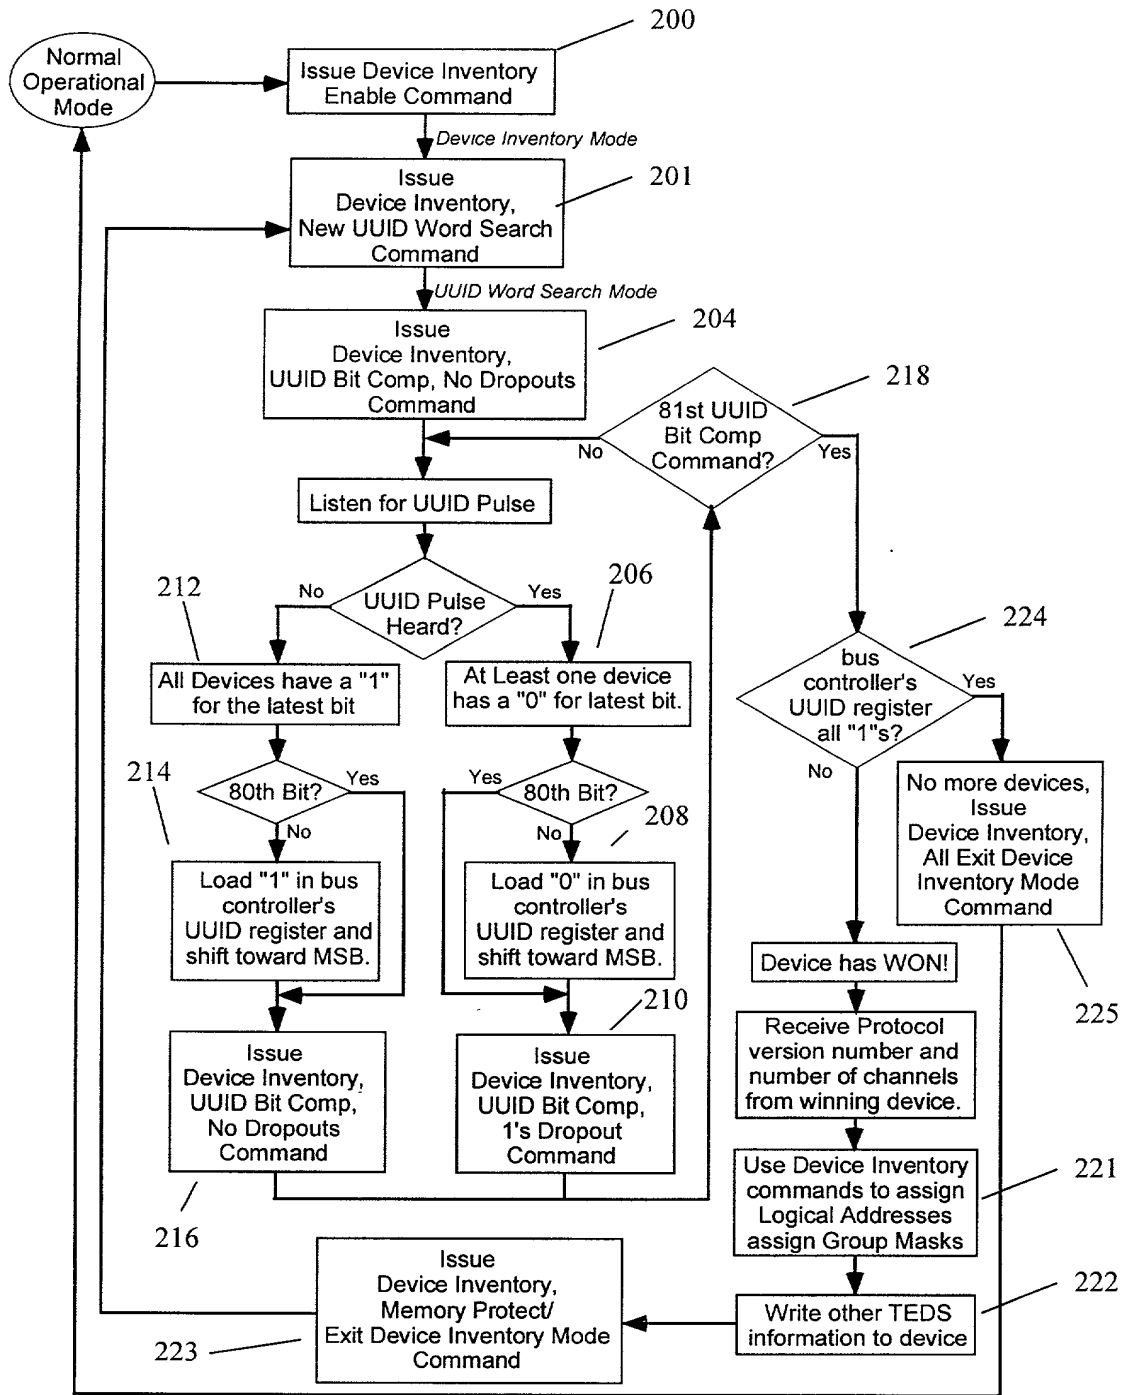 200
Normal
Operational
Mode
Issue Device Inventory
Enable Command
Device Inventory Mode
201
Issue
Device Inventory,
New UUID Word Search
Command
UUID Word Search Mode
204
Issue
Device Inventory,
UUID Bit Comp, No Dropouts
Command
218
81st UUID
Bit Comp
Command?
No
Yes
Listen for UUID Pulse
212
No
UUID Pulse
Heard?
Yes
206
224
All Devices have a "1"
for the latest bit
At Least one device
has a "0" for latest bit.
bus
controller's
UUID register
all "1"s?
Yes
No
214
80th Bit?
Yes
No
Yes
80th Bit?
No
208
No more devices,
Issue
Device Inventory,
All Exit Device
Inventory Mode
Command
225
Load "1" in bus
controller's
UUID register and
shift toward MSB.
Load "0" in bus
controller's
UUID register and
shift toward MSB.
Device has WON!
210
Receive Protocol
version number and
number of channels
from winning device.
Issue
Device Inventory,
UUID Bit Comp,
No Dropouts
Command
216
Issue
Device Inventory,
UUID Bit Comp,
1's Dropout
Command
Use Device Inventory
commands to assign
Logical Addresses
assign Group Masks
221
Issue
Device Inventory,
Memory Protect/
Exit Device Inventory Mode
Command
223
Write other TEDS
information to device
222